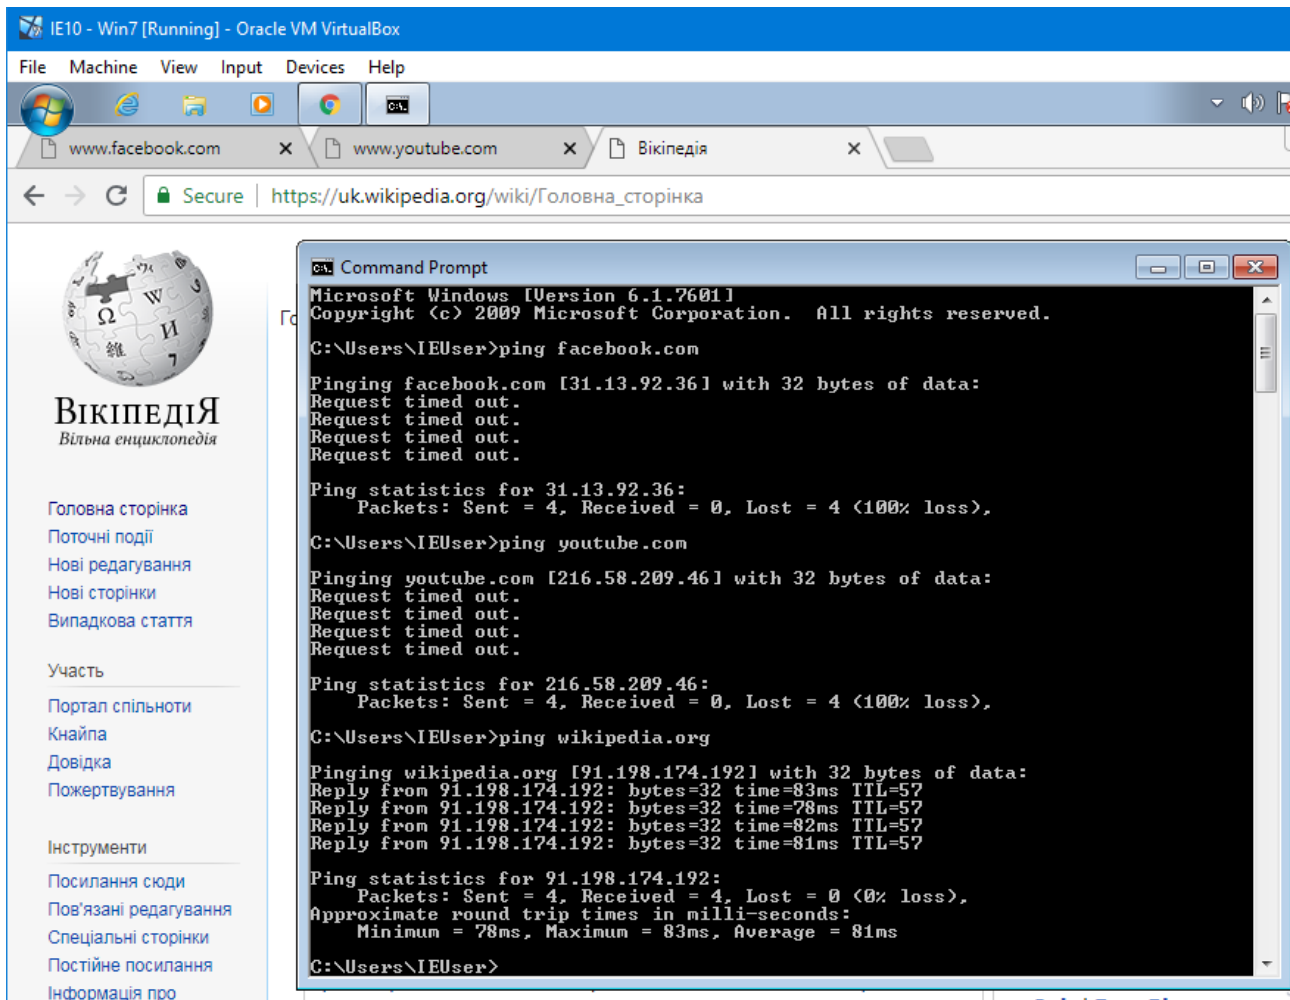 IE10 - Win7 [Running] - Oracle VM VirtualBox
File Machine View Input Devices Help
www.facebook.com
www.youtube.com
Вікіпедія
Secure
https://uk.wikipedia.org/wiki/Головна_сторінка
ВІКІПЕДІЯ
Вільна енциклопедія
Головна сторінка
Поточні події
Нові редагування
Нові сторінки
Випадкова стаття
Участь
Портал спільноти
Кнайпа
Довідка
Пожертвування
Інструменти
Посилання сюди
Пов'язані редагування
Спеціальні сторінки
Постійне посилання
Інформація про
Command Prompt
Microsoft Windows [Version 6.1.7601]
Copyright (c) 2009 Microsoft Corporation.  All rights reserved.
C:\Users\IEUser>ping facebook.com
Pinging facebook.com [31.13.92.36] with 32 bytes of data:
Request timed out.
Request timed out.
Request timed out.
Request timed out.
Ping statistics for 31.13.92.36:
Packets: Sent = 4, Received = 0, Lost = 4 (100% loss),
C:\Users\IEUser>ping youtube.com
Pinging youtube.com [216.58.209.46] with 32 bytes of data:
Request timed out.
Request timed out.
Request timed out.
Request timed out.
Ping statistics for 216.58.209.46:
Packets: Sent = 4, Received = 0, Lost = 4 (100% loss),
C:\Users\IEUser>ping wikipedia.org
Pinging wikipedia.org [91.198.174.192] with 32 bytes of data:
Reply from 91.198.174.192: bytes=32 time=83ms TTL=57
Reply from 91.198.174.192: bytes=32 time=78ms TTL=57
Reply from 91.198.174.192: bytes=32 time=82ms TTL=57
Reply from 91.198.174.192: bytes=32 time=81ms TTL=57
Ping statistics for 91.198.174.192:
Packets: Sent = 4, Received = 4, Lost = 0 (0% loss),
Approximate round trip times in milli-seconds:
Minimum = 78ms, Maximum = 83ms, Average = 81ms
C:\Users\IEUser>